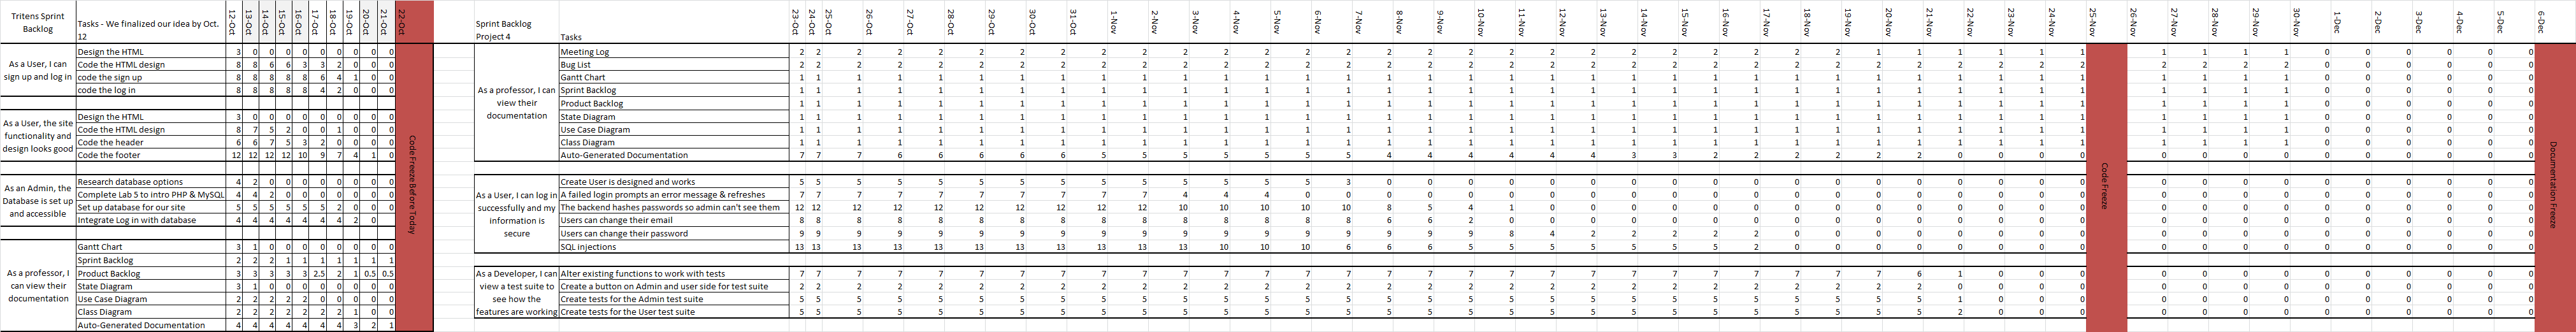 Tritens Sprint Backlog
Tasks - We finalized our idea by Oct. 12
12-Oct 13-Oct 14-Oct 15-Oct 16-Oct 17-Oct 18-Oct 19-Oct 20-Oct 21-Oct 22-Oct
As a User, I can sign up and log in
Design the HTML 3 0 0 0 0 0 0 0 0 0
Code the HTML design 8 8 6 6 3 3 2 0 0 0
code the sign up 8 8 8 8 8 6 4 1 0 0
code the log in 8 8 8 8 8 4 2 0 0 0
As a User, the site functionality and design looks good
Design the HTML 3 0 0 0 0 0 0 0 0 0
Code the HTML design 8 7 5 2 0 0 1 0 0 0
Code the header 6 6 7 5 3 2 0 0 0 0
Code the footer 12 12 12 12 10 9 7 4 1 0
As an Admin, the Database is set up and accessible
Research database options 4 2 0 0 0 0 0 0 0 0
Complete Lab 5 to intro PHP & MySQL 4 4 2 0 0 0 0 0 0 0
Set up database for our site 5 5 5 5 5 5 2 0 0 0
Integrate Log in with database 4 4 4 4 4 4 4 2 0
As a professor, I can view their documentation
Gantt Chart 3 1 0 0 0 0 0 0 0 0
Sprint Backlog 2 2 2 1 1 1 1 1 1 1
Product Backlog 3 3 3 3 3 2.5 2 1 0.5 0.5
State Diagram 3 1 0 0 0 0 0 0 0 0
Use Case Diagram 2 2 2 2 2 2 0 0 0 0
Class Diagram 2 2 2 2 2 2 2 1 0 0
Auto-Generated Documentation 4 4 4 4 4 4 4 3 2 1
Code Freeze Before Today
Sprint Backlog Project 4
Tasks
23-Oct 24-Oct 25-Oct 26-Oct 27-Oct 28-Oct 29-Oct 30-Oct 31-Oct 1-Nov 2-Nov 3-Nov 4-Nov 5-Nov 6-Nov 7-Nov 8-Nov 9-Nov 10-Nov 11-Nov 12-Nov 13-Nov 14-Nov 15-Nov 16-Nov 17-Nov 18-Nov 19-Nov 20-Nov 21-Nov 22-Nov 23-Nov 24-Nov 25-Nov 26-Nov 27-Nov 28-Nov 29-Nov 30-Nov 1-Dec 2-Dec 3-Dec 4-Dec 5-Dec 6-Dec
As a professor, I can view their documentation
Meeting Log 2 2 2 2 2 2 2 2 2 2 2 2 2 2 2 2 2 2 2 2 2 2 2 2 2 2 2 1 1 1 1 1 1 1 1 1 1 0 0 0 0 0 0
Bug List 2 2 2 2 2 2 2 2 2 2 2 2 2 2 2 2 2 2 2 2 2 2 2 2 2 2 2 2 2 2 2 2 2 2 2 2 2 0 0 0 0 0 0
Gantt Chart 1 1 1 1 1 1 1 1 1 1 1 1 1 1 1 1 1 1 1 1 1 1 1 1 1 1 1 1 1 1 1 1 1 1 1 1 1 0 0 0 0 0 0
Sprint Backlog 1 1 1 1 1 1 1 1 1 1 1 1 1 1 1 1 1 1 1 1 1 1 1 1 1 1 1 1 1 1 1 1 1 1 1 1 1 0 0 0 0 0 0
Product Backlog 1 1 1 1 1 1 1 1 1 1 1 1 1 1 1 1 1 1 1 1 1 1 1 1 1 1 1 1 1 1 1 1 1 1 1 1 1 0 0 0 0 0 0
State Diagram 1 1 1 1 1 1 1 1 1 1 1 1 1 1 1 1 1 1 1 1 1 1 1 1 1 1 1 1 1 1 1 1 1 1 1 1 1 0 0 0 0 0 0
Use Case Diagram 1 1 1 1 1 1 1 1 1 1 1 1 1 1 1 1 1 1 1 1 1 1 1 1 1 1 1 1 1 1 1 1 1 1 1 1 1 0 0 0 0 0 0
Class Diagram 1 1 1 1 1 1 1 1 1 1 1 1 1 1 1 1 1 1 1 1 1 1 1 1 1 1 1 1 1 1 1 1 1 1 1 1 1 0 0 0 0 0 0
Auto-Generated Documentation 7 7 7 6 6 6 6 6 5 5 5 5 5 5 5 4 4 4 4 4 4 3 3 2 2 2 2 2 2 0 0 0 0 0 0 0 0 0 0 0 0 0 0
As a User, I can log in successfully and my information is secure
Create User is designed and works 5 5 5 5 5 5 5 5 5 5 5 5 5 5 3 0 0 0 0 0 0 0 0 0 0 0 0 0 0 0 0 0 0 0 0 0 0 0 0 0 0 0 0
A failed login prompts an error message & refreshes 7 7 7 7 7 7 7 7 7 7 4 4 4 0 0 0 0 0 0 0 0 0 0 0 0 0 0 0 0 0 0 0 0 0 0 0 0 0 0 0 0 0 0
The backend hashes passwords so admin can't see them 12 12 12 12 12 12 12 12 12 12 10 10 10 10 10 8 5 4 1 0 0 0 0 0 0 0 0 0 0 0 0 0 0 0 0 0 0 0 0 0 0 0 0
Users can change their email 8 8 8 8 8 8 8 8 8 8 8 8 8 8 8 6 6 2 0 0 0 0 0 0 0 0 0 0 0 0 0 0 0 0 0 0 0 0 0 0 0 0 0
Users can change their password 9 9 9 9 9 9 9 9 9 9 9 9 9 9 9 9 9 9 8 4 2 2 2 2 2 0 0 0 0 0 0 0 0 0 0 0 0 0 0 0 0 0 0
SQL injections 13 13 13 13 13 13 13 13 13 13 13 10 10 10 6 6 6 5 5 5 5 5 5 5 2 0 0 0 0 0 0 0 0 0 0 0 0 0 0 0 0 0 0
As a Developer, I can view a test suite to see how the features are working
Alter existing functions to work with tests 7 7 7 7 7 7 7 7 7 7 7 7 7 7 7 7 7 7 7 7 7 7 7 7 7 7 7 7 6 1 0 0 0 0 0 0 0 0 0 0 0 0 0
Create a button on Admin and user side for test suite 2 2 2 2 2 2 2 2 2 2 2 2 2 2 2 2 2 2 2 2 2 2 2 2 2 2 2 2 2 0 0 0 0 0 0 0 0 0 0 0 0 0 0
Create tests for the Admin test suite 5 5 5 5 5 5 5 5 5 5 5 5 5 5 5 5 5 5 5 5 5 5 5 5 5 5 5 5 5 1 0 0 0 0 0 0 0 0 0 0 0 0 0
Create tests for the User test suite 5 5 5 5 5 5 5 5 5 5 5 5 5 5 5 5 5 5 5 5 5 5 5 5 5 5 5 5 5 2 0 0 0 0 0 0 0 0 0 0 0 0 0
Code Freeze
Documentation Freeze